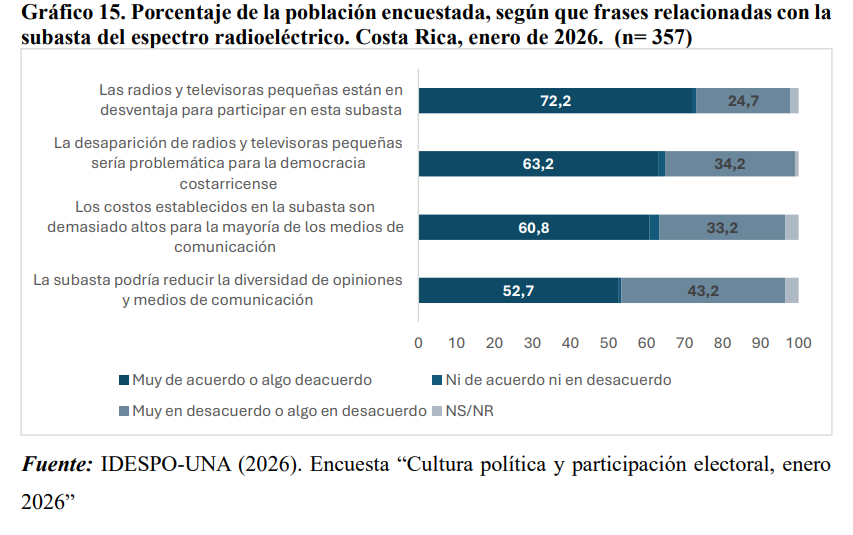 Gráfico 15. Porcentaje de la población encuestada, según que frases relacionadas con la
subasta del espectro radioeléctrico. Costa Rica, enero de 2026.  (n= 357)
Las radios y televisoras pequeñas están en
desventaja para participar en esta subasta
72,2
24,7
La desaparición de radios y televisoras pequeñas
sería problemática para la democracia
costarricense
63,2
34,2
Los costos establecidos en la subasta son
demasiado altos para la mayoría de los medios de
comunicación
60,8
33,2
La subasta podría reducir la diversidad de opiniones
y medios de comunicación
52,7
43,2
0 10 20 30 40 50 60 70 80 90 100
Muy de acuerdo o algo deacuerdo
Ni de acuerdo ni en desacuerdo
Muy en desacuerdo o algo en desacuerdo
NS/NR
Fuente: IDESPO-UNA (2026). Encuesta “Cultura política y participación electoral, enero
2026”